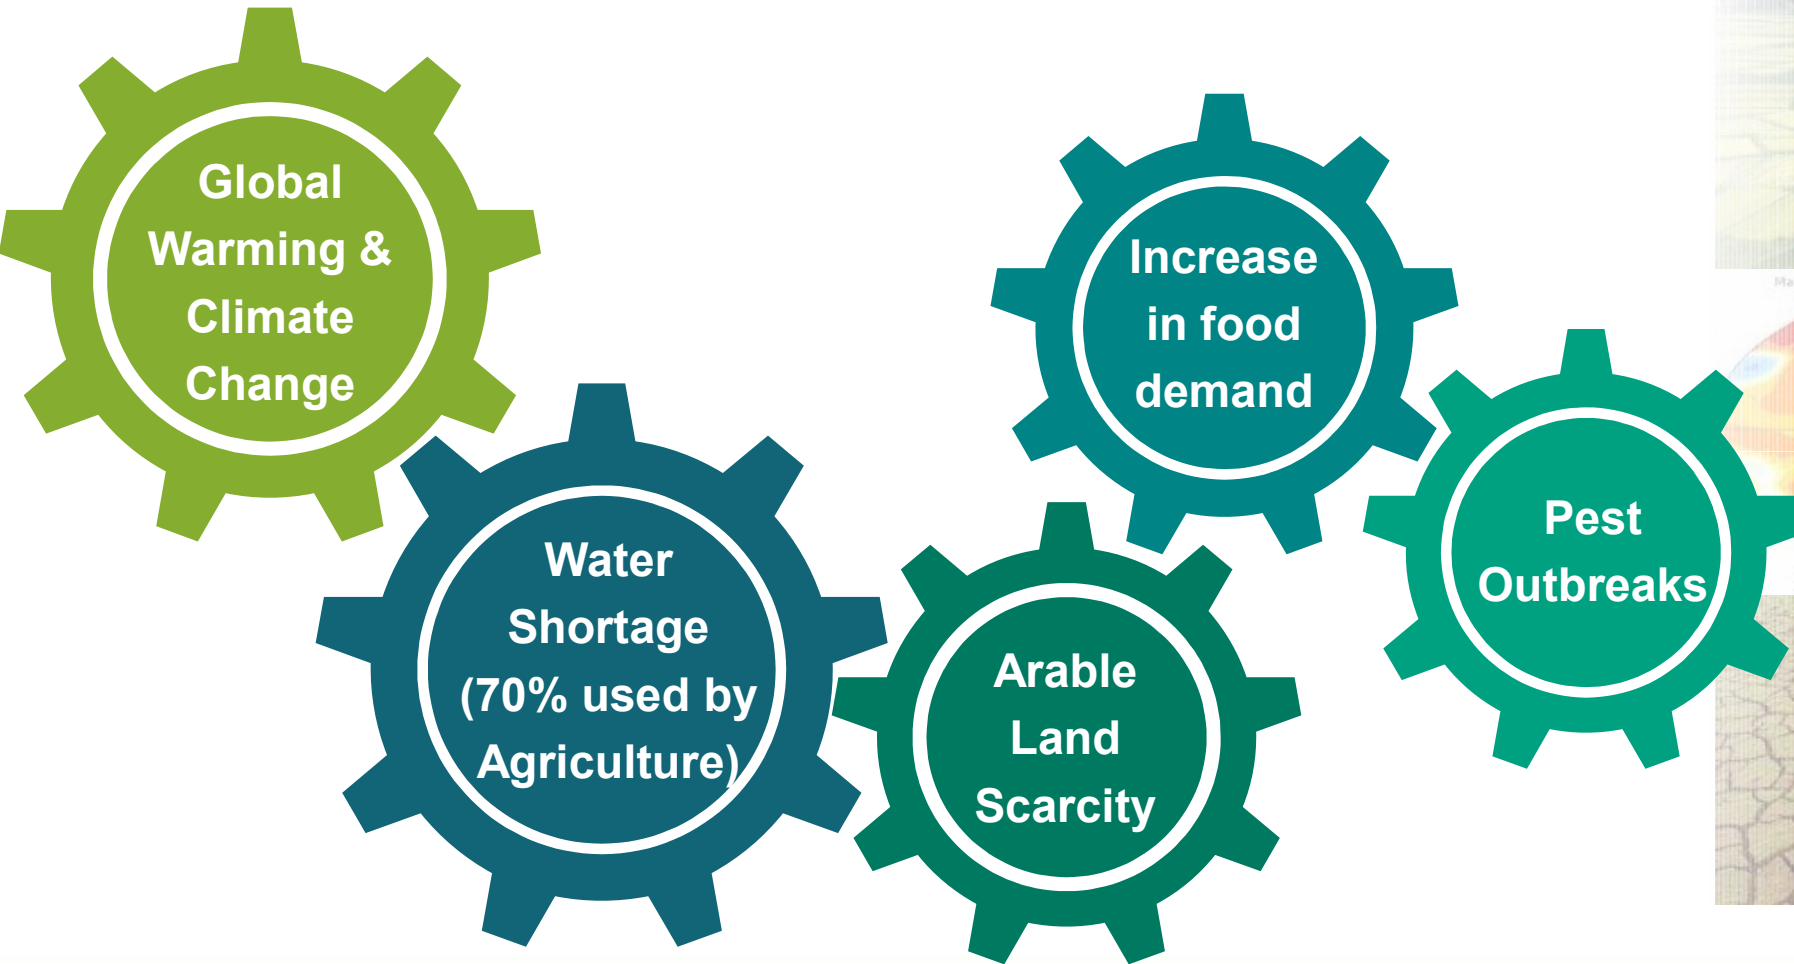 Global
Warming &
Climate
Change
Water
Shortage
(70% used by
Agriculture)
Increase
in food
demand
Arable
Land
Scarcity
Pest
Outbreaks